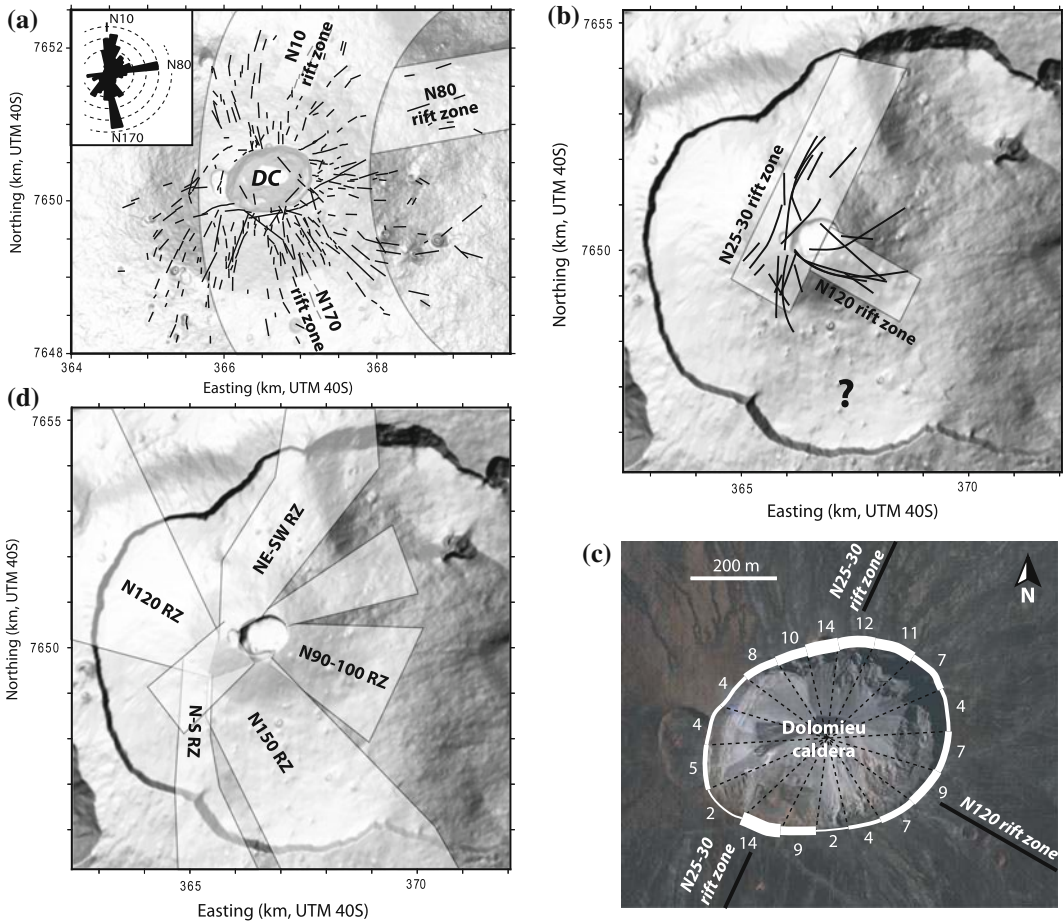 (a)
N10
N80
N170
7652
7650
7648
Northing (km, UTM 40S)
N10
rift zone
N80
rift zone
DC
N170
rift zone
364
366
368
Easting (km, UTM 40S)
(b)
7655
7650
Northing (km, UTM 40S)
N25-30 rift zone
N120 rift zone
?
365
370
Easting (km, UTM 40S)
(d)
7655
7650
Northing (km, UTM 40S)
NE-SW RZ
N120 RZ
N90-100 RZ
N-S RZ
N150 RZ
365
370
Easting (km, UTM 40S)
(c)
200 m
N25-30
rift zone
N
14
12
11
10
8
7
4
4
4
7
5
9
2
7
14
9
2
4
Dolomieu
caldera
N120 rift zone
N25-30
rift zone